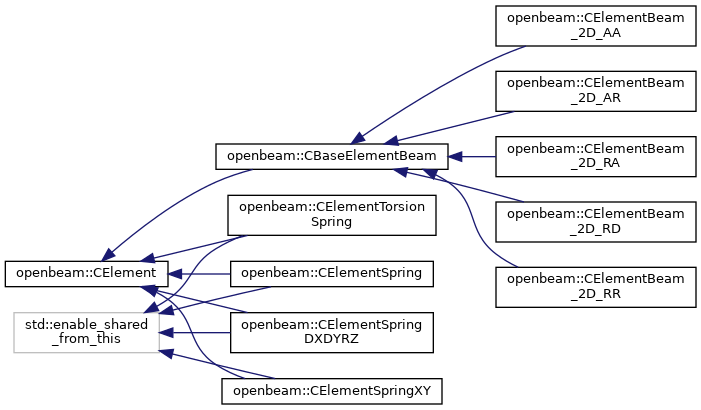 openbeam::CElementBeam
_2D_AA
openbeam::CElementBeam
_2D_AR
openbeam::CBaseElementBeam
openbeam::CElementBeam
_2D_RA
openbeam::CElementTorsion
Spring
openbeam::CElementBeam
_2D_RD
openbeam::CElement
openbeam::CElementSpring
openbeam::CElementBeam
_2D_RR
std::enable_shared
_from_this
openbeam::CElementSpring
DXDYRZ
openbeam::CElementSpringXY